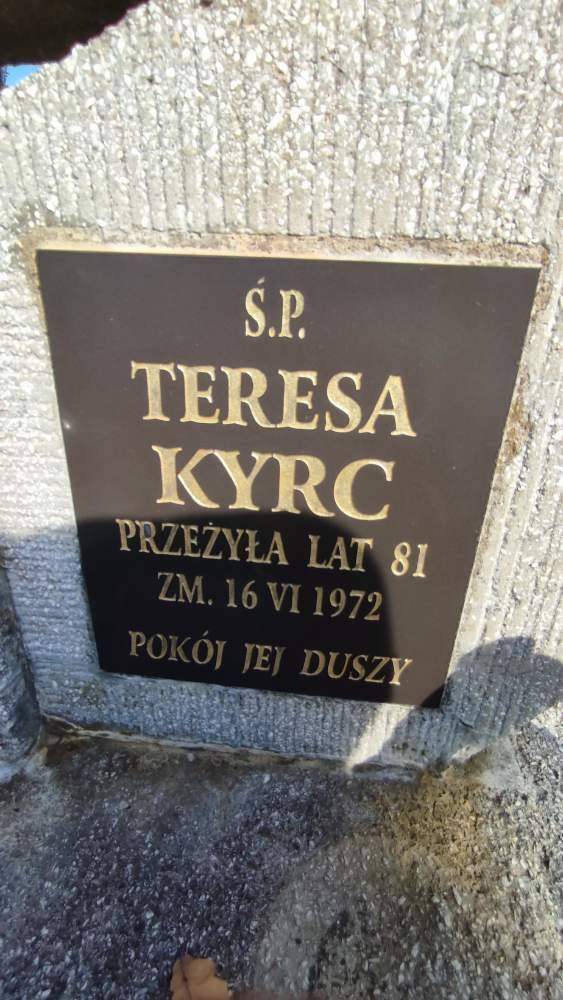 Ś.P.
TERESA
KYRC
PRZEŻYŁA LAT 81
ZM. 16 VI 1972
POKÓJ JEJ DUSZY